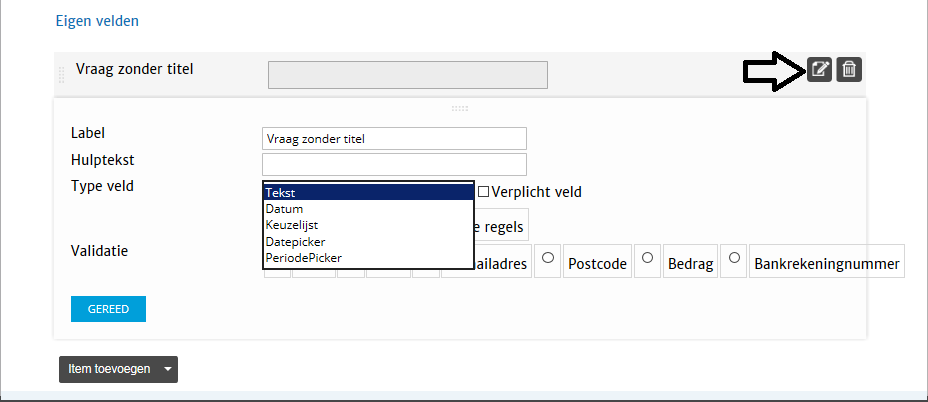 Eigen velden
Vraag zonder titel
Label
Vraag zonder titel
Hulptekst
Type veld
Tekst
Verplicht veld
Datum
Keuzelijst
e regels
Datepicker
PeriodePicker
Validatie
ailadres
Postcode
Bedrag
Bankrekeningnummer
GEREED
Item toevoegen